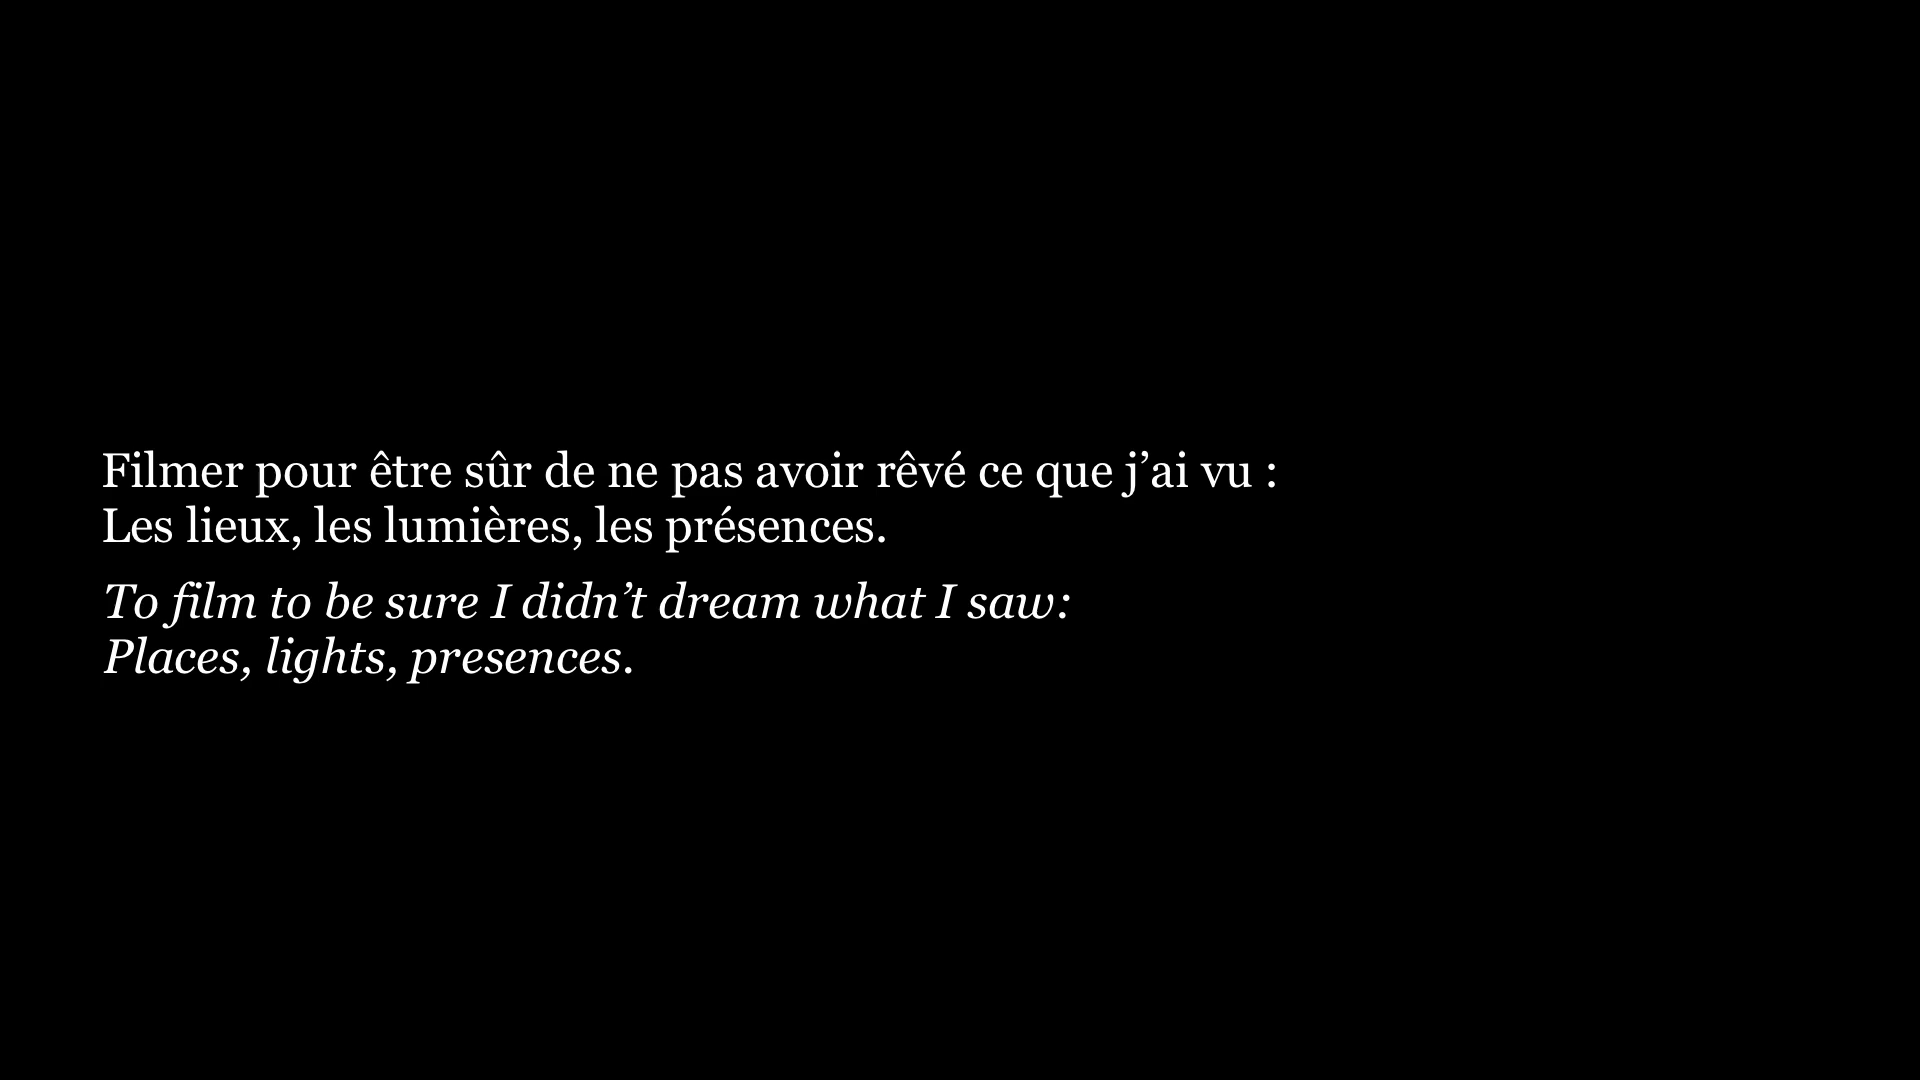 Filmer pour être sûr de ne pas avoir rêvé ce que j’ai vu :
Les lieux, les lumières, les présences.
To film to be sure I didn’t dream what I saw:
Places, lights, presences.